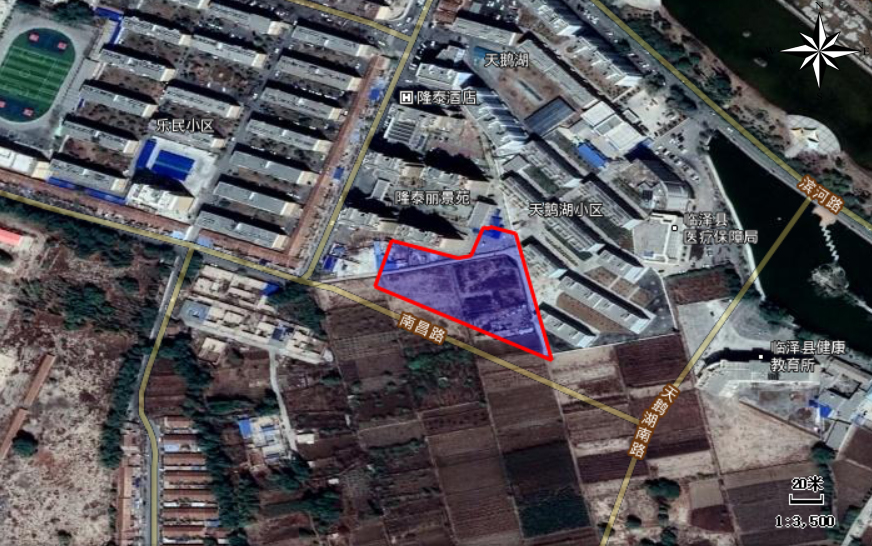 N
天鹅湖
H 隆泰酒店
乐民小区
隆泰丽景苑
天鹅湖小区
滨河路
临泽县
医疗保障局
南昌路
临泽县健康
教育所
天鹅湖南路
20米
1:3,500